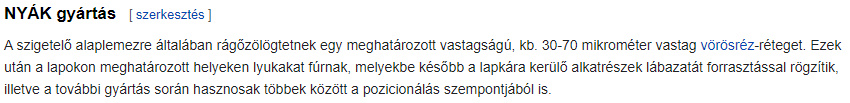 NYÁK gyártás [ szerkesztés ]
A szigetelő alaplemezre általában rágőzölögtetnek egy meghatározott vastagságú, kb. 30-70 mikrométer vastag vörösréz-réteget. Ezek
után a lapokon meghatározott helyeken lyukakat fúrnak, melyekbe később a lapkára kerülő alkatrészek lábazatát forrasztással rögzítik,
illetve a további gyártás során hasznosak többek között a pozicionálás szempontjából is.